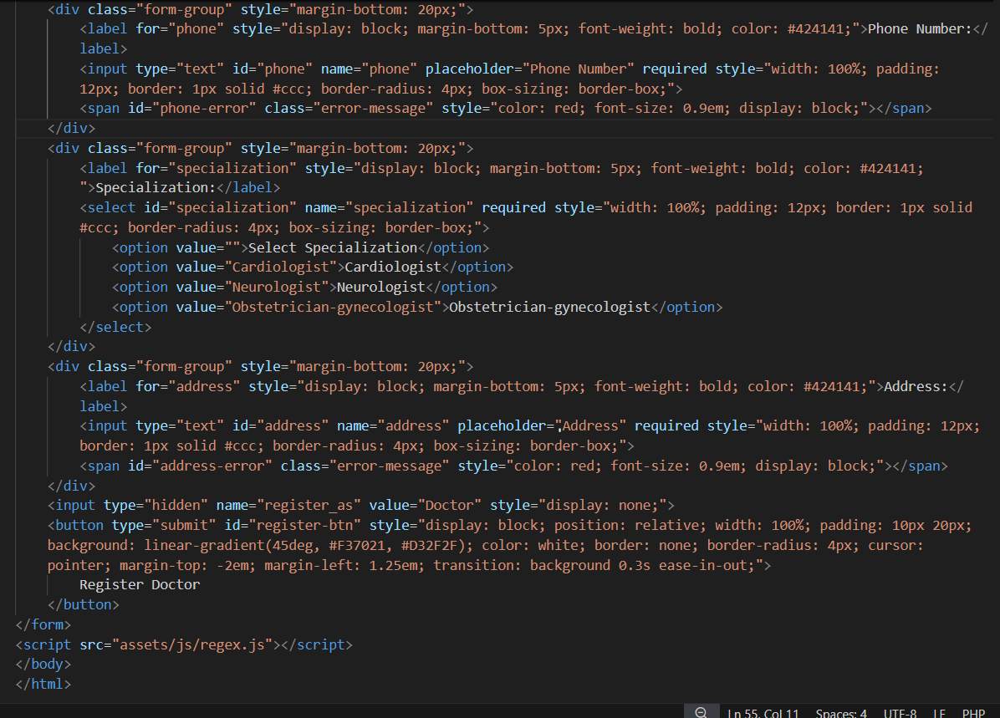 <div class="form-group" style="margin-bottom: 20px;">
<label for="phone" style="display: block; margin-bottom: 5px; font-weight: bold; color: #424141;">Phone Number:</
label>
<input type="text" id="phone" name="phone" placeholder="Phone Number" required style="width: 100%; padding:
12px; border: 1px solid #ccc; border-radius: 4px; box-sizing: border-box;">
<span id="phone-error" class="error-message" style="color: red; font-size: 0.9em; display: block;"></span>
</div>
<div class="form-group" style="margin-bottom: 20px;">
<label for="specialization" style="display: block; margin-bottom: 5px; font-weight: bold; color: #424141;
">Specialization:</label>
<select id="specialization" name="specialization" required style="width: 100%; padding: 12px; border: 1px solid
#ccc; border-radius: 4px; box-sizing: border-box;">
<option value="">Select Specialization</option>
<option value="Cardiologist">Cardiologist</option>
<option value="Neurologist">Neurologist</option>
<option value="Obstetrician-gynecologist">Obstetrician-gynecologist</option>
</select>
</div>
<div class="form-group" style="margin-bottom: 20px;">
<label for="address" style="display: block; margin-bottom: 5px; font-weight: bold; color: #424141;">Address:</
label>
<input type="text" id="address" name="address" placeholder="Address" required style="width: 100%; padding: 12px;
border: 1px solid #ccc; border-radius: 4px; box-sizing: border-box;">
<span id="address-error" class="error-message" style="color: red; font-size: 0.9em; display: block;"></span>
</div>
<input type="hidden" name="register_as" value="Doctor" style="display: none;">
<button type="submit" id="register-btn" style="display: block; position: relative; width: 100%; padding: 10px 20px;
background: linear-gradient(45deg, #F37021, #D32F2F); color: white; border: none; border-radius: 4px; cursor:
pointer; margin-top: -2em; margin-left: 1.25em; transition: background 0.3s ease-in-out;">
Register Doctor
</button>
</form>
<script src="assets/js/regex.js"></script>
</body>
</html>
Ln 55, Col 11 Spaces: 4 UTF-8 LF PHP